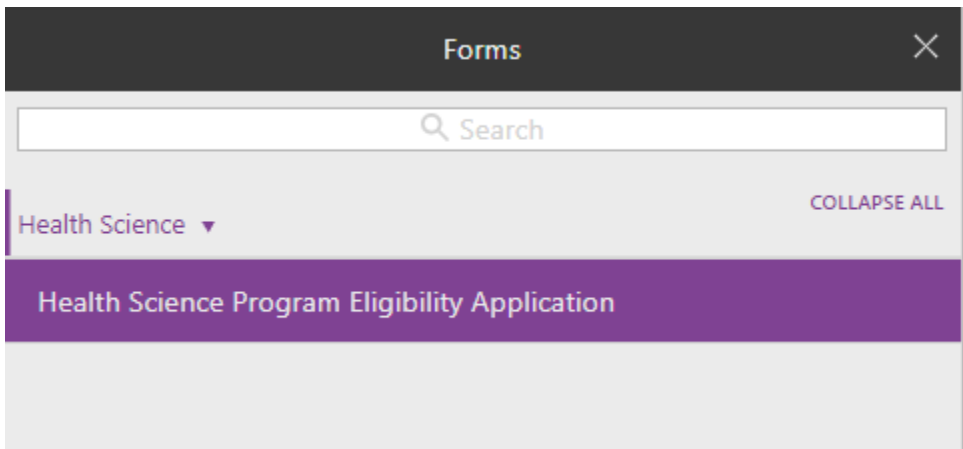 Forms
Search
COLLAPSE ALL
Health Science
Health Science Program Eligibility Application